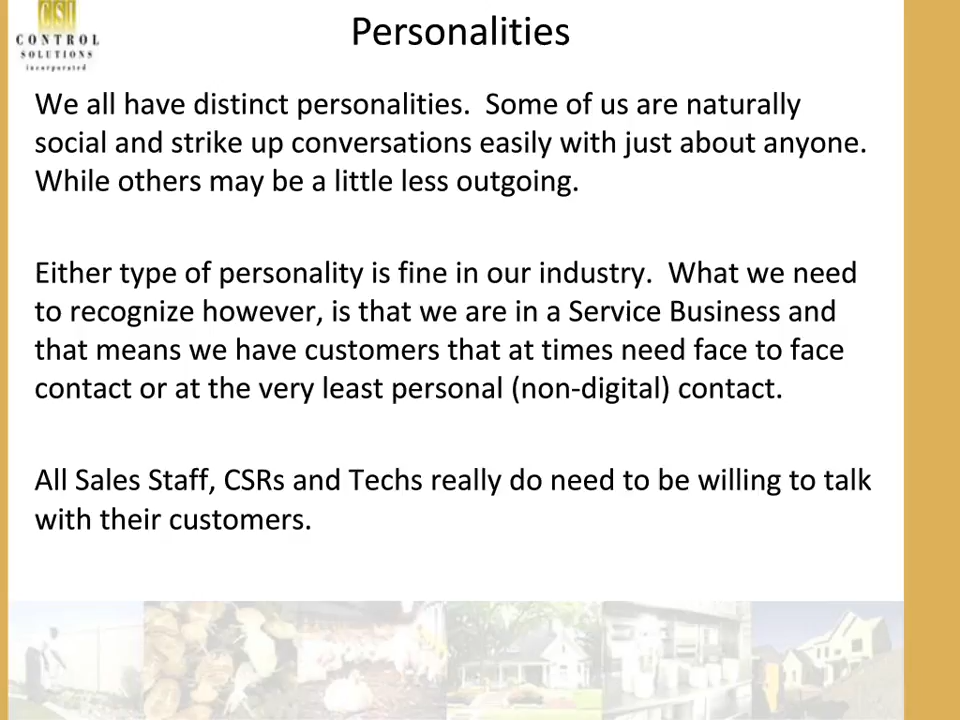 CSI
CONTROL
SOLUTIONS
incorporated
Personalities
We all have distinct personalities.  Some of us are naturally
social and strike up conversations easily with just about anyone.
While others may be a little less outgoing.
Either type of personality is fine in our industry.  What we need
to recognize however, is that we are in a Service Business and
that means we have customers that at times need face to face
contact or at the very least personal (non-digital) contact.
All Sales Staff, CSRs and Techs really do need to be willing to talk
with their customers.